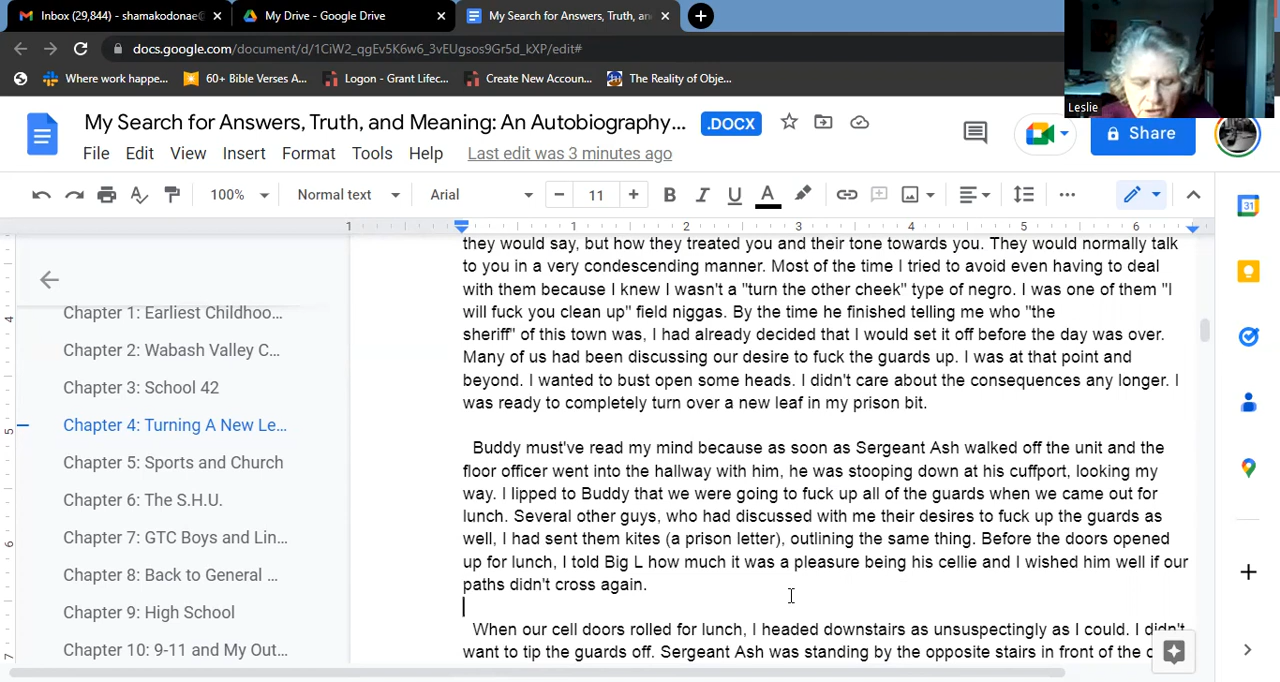 Inbox (29,844) - shamakodonae@
My Drive - Google Drive
My Search for Answers, Truth, an
docs.google.com/document/d/1CiW2_qgEv5K6w6_3vEUgsos9Gr5d_kXP/edit#
Where work happe...
60+ Bible Verses A...
Logon - Grant Lifec...
Create New Accoun...
The Reality of Obje...
Leslie
My Search for Answers, Truth, and Meaning: An Autobiography...
.DOCX
Share
File Edit View Insert Format Tools Help Last edit was 3 minutes ago
100% Normal text Arial 11 B I U A
1 1 2 3 4 5 6
Chapter 1: Earliest Childhoo...
Chapter 2: Wabash Valley C...
Chapter 3: School 42
Chapter 4: Turning A New Le...
Chapter 5: Sports and Church
Chapter 6: The S.H.U.
Chapter 7: GTC Boys and Lin...
Chapter 8: Back to General ...
Chapter 9: High School
Chapter 10: 9-11 and My Out...
4
5
6
7
31
they would say, but how they treated you and their tone towards you. They would normally talk
to you in a very condescending manner. Most of the time I tried to avoid even having to deal
with them because I knew I wasn't a "turn the other cheek" type of negro. I was one of them "I
will fuck you clean up" field niggas. By the time he finished telling me who "the
sheriff" of this town was, I had already decided that I would set it off before the day was over.
Many of us had been discussing our desire to fuck the guards up. I was at that point and
beyond. I wanted to bust open some heads. I didn't care about the consequences any longer. I
was ready to completely turn over a new leaf in my prison bit.
Buddy must've read my mind because as soon as Sergeant Ash walked off the unit and the
floor officer went into the hallway with him, he was stooping down at his cuffport, looking my
way. I lipped to Buddy that we were going to fuck up all of the guards when we came out for
lunch. Several other guys, who had discussed with me their desires to fuck up the guards as
well, I had sent them kites (a prison letter), outlining the same thing. Before the doors opened
up for lunch, I told Big L how much it was a pleasure being his cellie and I wished him well if our
paths didn't cross again.
When our cell doors rolled for lunch, I headed downstairs as unsuspectingly as I could. I didn't
want to tip the guards off. Sergeant Ash was standing by the opposite stairs in front of the